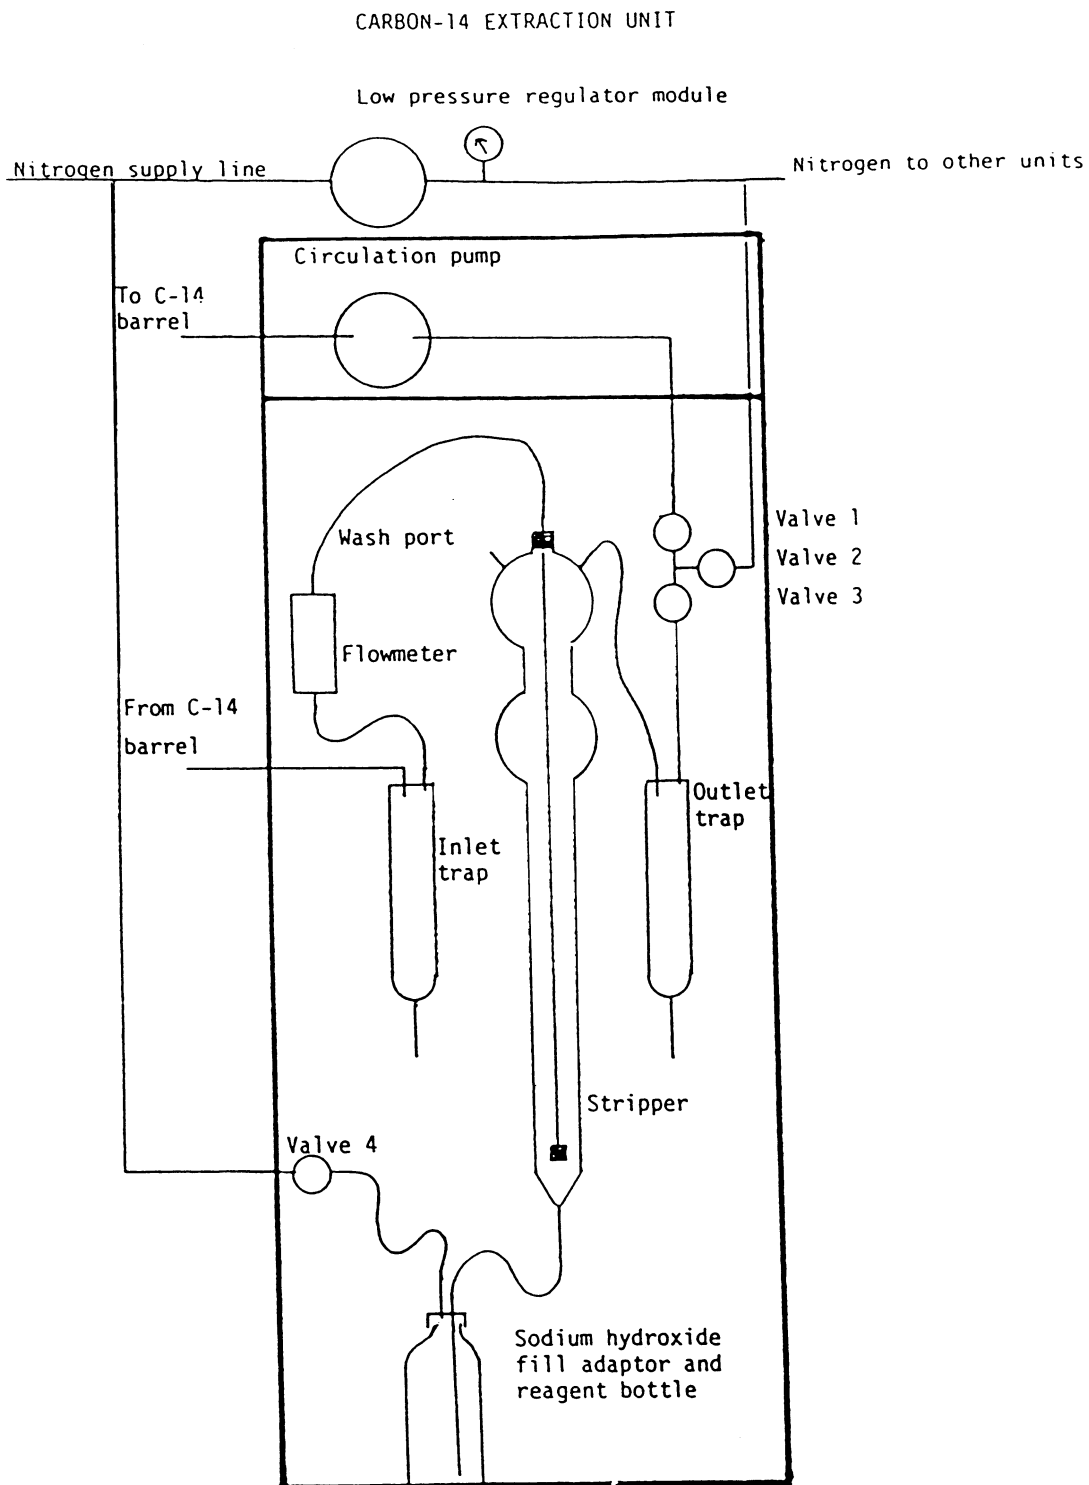 CARBON-14 EXTRACTION UNIT
Low pressure regulator module
Nitrogen supply line
Nitrogen to other units
Circulation pump
To C-14
barrel
Wash port
Valve 1
Valve 2
Valve 3
Flowmeter
From C-14
barrel
Outlet
trap
Inlet
trap
Stripper
Valve 4
Sodium hydroxide
fill adaptor and
reagent bottle